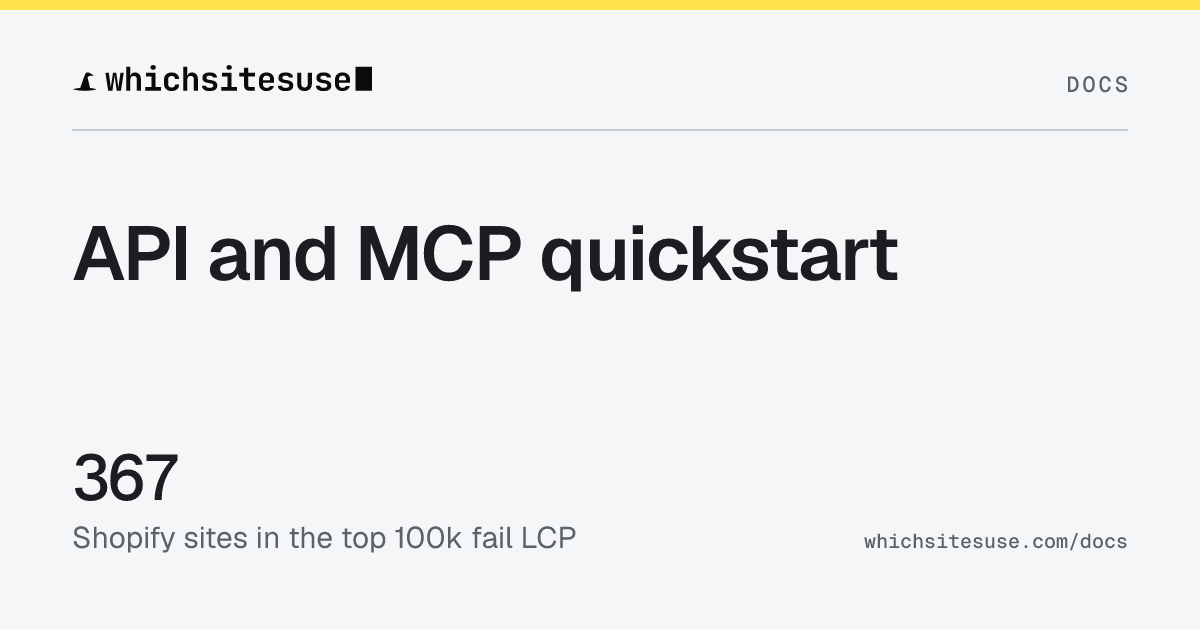 whichsitesuse
DOCS
API and MCP quickstart
367
Shopify sites in the top 100k fail LCP
whichsitesuse.com/docs